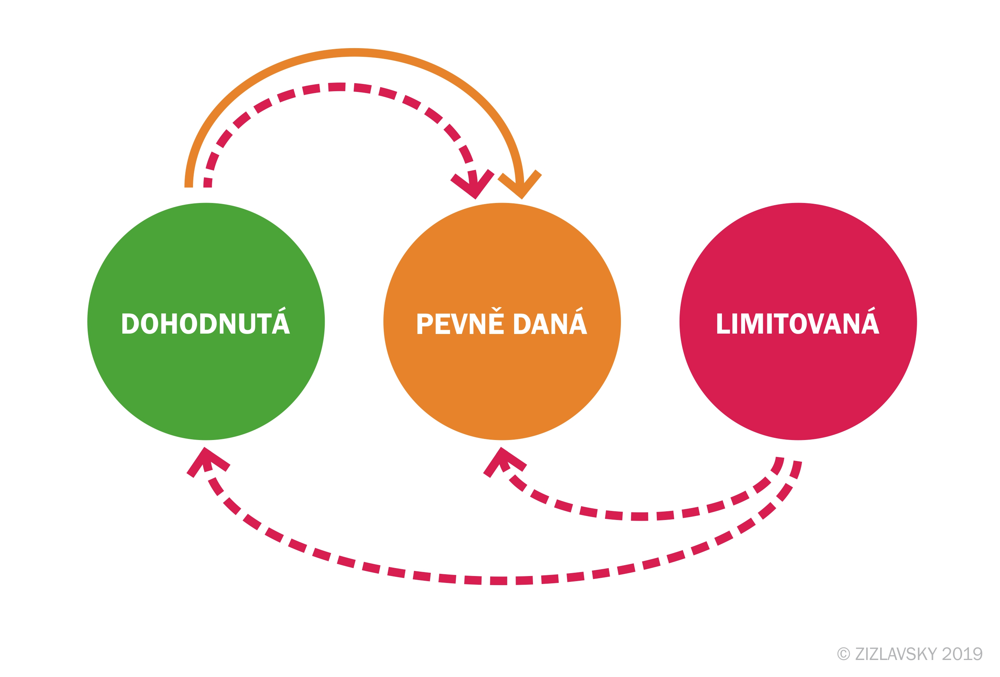 DOHODNUTÁ
PEVNĚ DANÁ
LIMITOVANÁ
© ZIZLAVSKY 2019